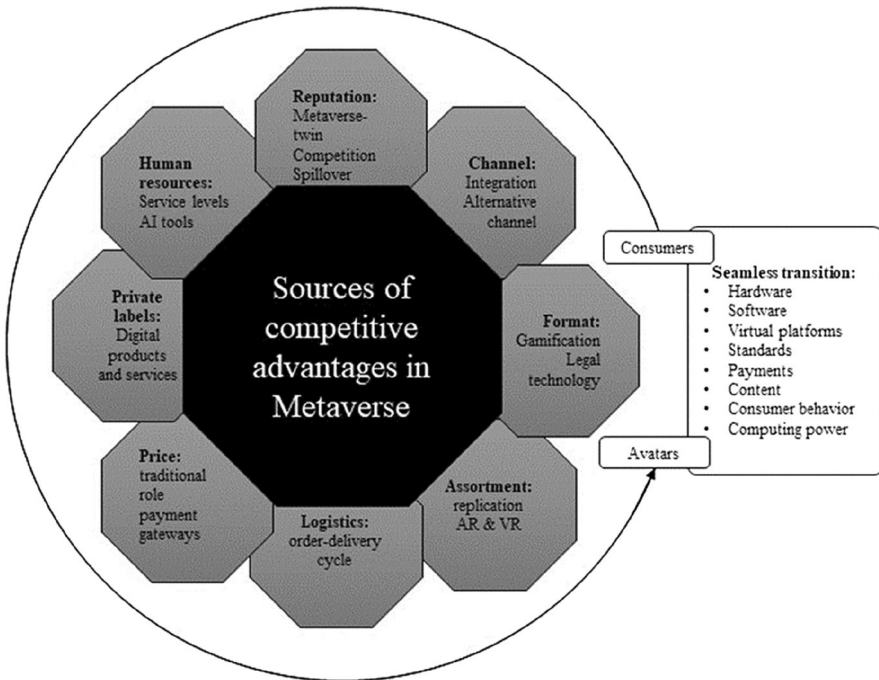 Reputation:
Metaverse-
twin
Competition
Spillover
Channel:
Integration
Alternative
channel
Format:
Gamification
Legal
technology
Assortment:
replication
AR & VR
Logistics:
order-delivery
cycle
Price:
traditional
role
payment
gateways
Private
labels:
Digital
products
and services
Human
resources:
Service levels
AI tools
Sources of
competitive
advantages in
Metaverse
Consumers
Avatars
Seamless transition:
• Hardware
• Software
• Virtual platforms
• Standards
• Payments
• Content
• Consumer behavior
• Computing power